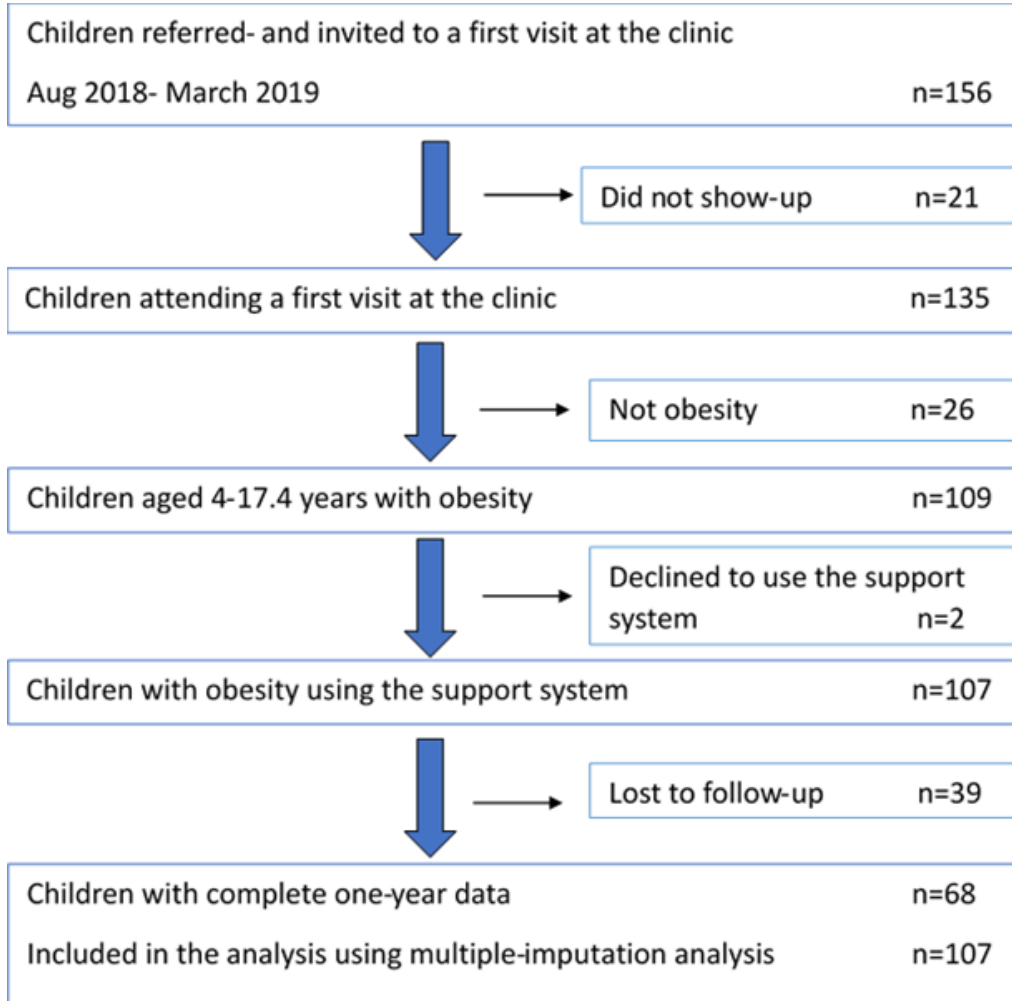 Children referred- and invited to a first visit at the clinic
Aug 2018- March 2019 n=156
Did not show-up n=21
Children attending a first visit at the clinic n=135
Not obesity n=26
Children aged 4-17.4 years with obesity n=109
Declined to use the support
system n=2
Children with obesity using the support system n=107
Lost to follow-up n=39
Children with complete one-year data n=68
Included in the analysis using multiple-imputation analysis n=107